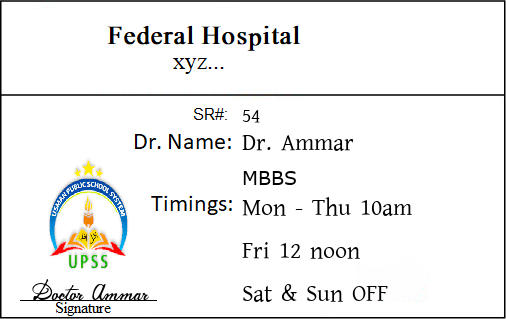 Federal Hospital
xyz...
SR#: 54
Dr. Name: Dr. Ammar
MBBS
Timings: Mon - Thu 10am
Fri 12 noon
Sat & Sun OFF
USMAN PUBLIC SCHOOL SYSTEM
UPSS
Doctor Ammar
Signature